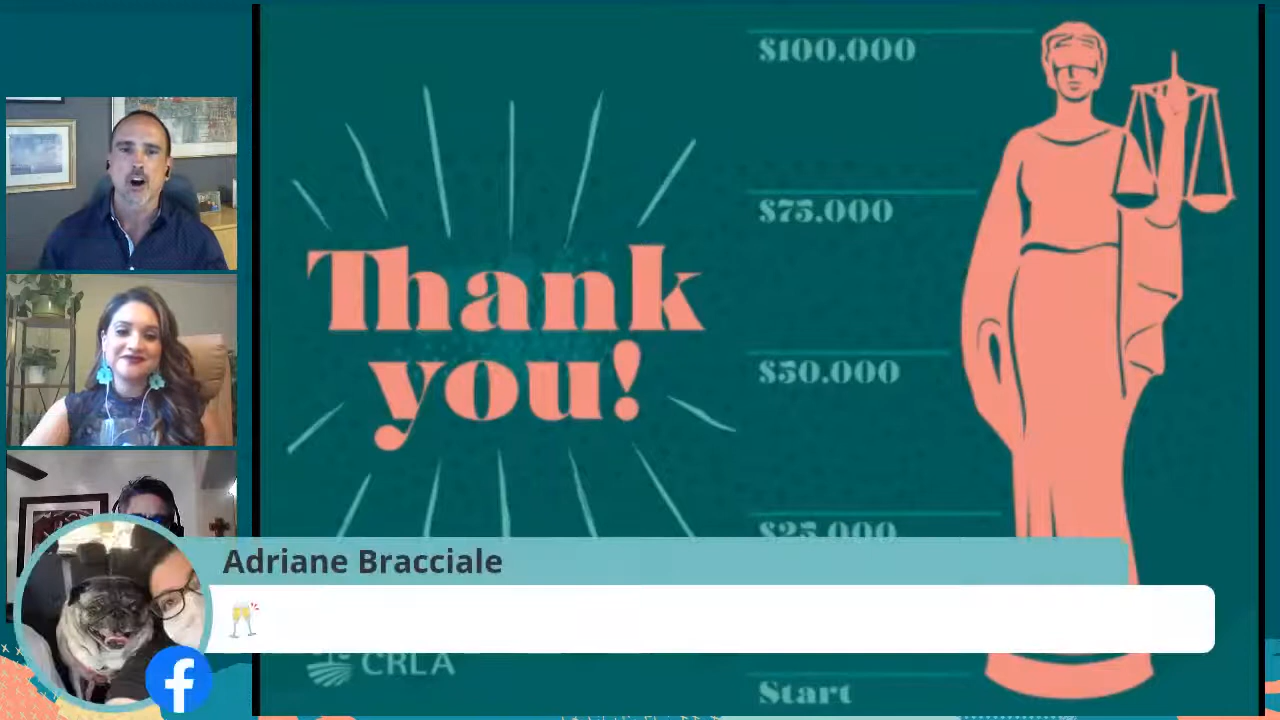 $100.000
$75.000
Thank
you!
$50.000
$25.000
Adriane Bracciale
CRLA
Start